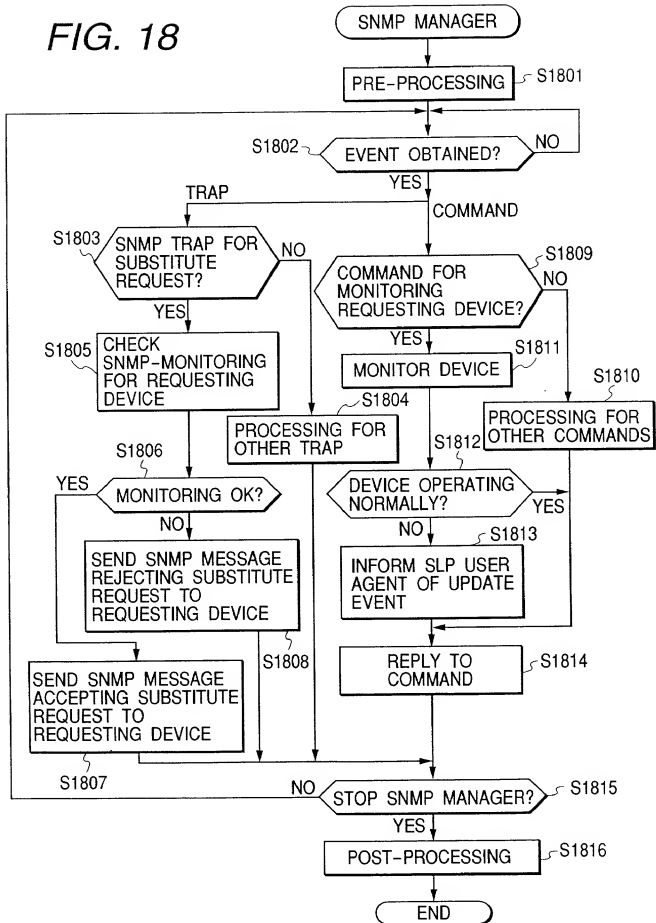 FIG. 18
SNMP MANAGER
PRE-PROCESSING
S1801
S1802
EVENT OBTAINED?
NO
YES
TRAP
COMMAND
S1803
SNMP TRAP FOR
SUBSTITUTE
REQUEST?
NO
YES
S1809
COMMAND FOR
MONITORING
REQUESTING DEVICE?
NO
YES
S1805
CHECK
SNMP-MONITORING
FOR REQUESTING
DEVICE
S1811
MONITOR DEVICE
S1804
PROCESSING FOR
OTHER TRAP
S1810
PROCESSING FOR
OTHER COMMANDS
S1806
MONITORING OK?
YES
NO
S1812
DEVICE OPERATING
NORMALLY?
YES
NO
SEND SNMP MESSAGE
REJECTING SUBSTITUTE
REQUEST TO
REQUESTING DEVICE
S1808
S1813
INFORM SLP USER
AGENT OF UPDATE
EVENT
SEND SNMP MESSAGE
ACCEPTING SUBSTITUTE
REQUEST TO
REQUESTING DEVICE
S1807
REPLY TO
COMMAND
S1814
NO
STOP SNMP MANAGER?
S1815
YES
POST-PROCESSING
S1816
END